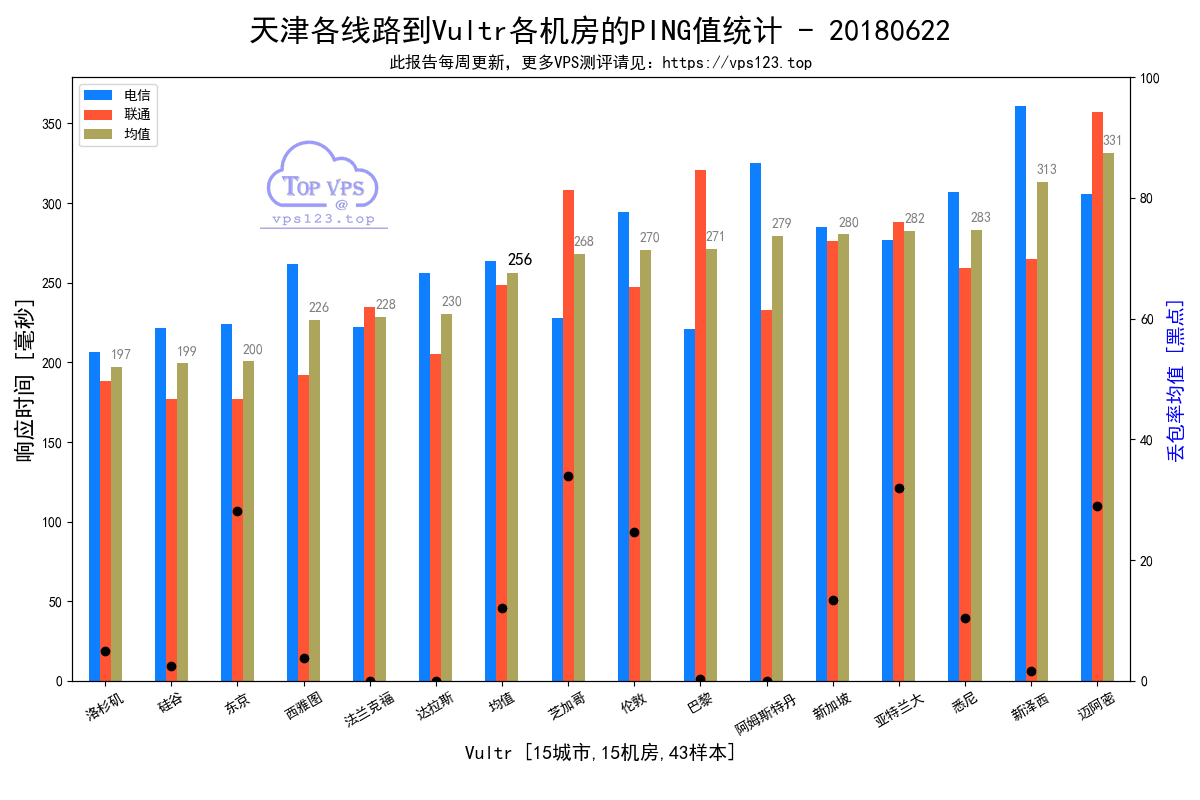 天津各线路到Vultr各机房的PING值统计 - 20180622
此报告每周更新，更多VPS测评请见：https://vps123.top
电信
联通
均值
TOP VPS
@
vps123.top
响应时间 [毫秒]
350
300
250
200
150
100
50
0
197
199
200
226
228
230
256
268
270
271
279
280
282
283
313
331
100
80
60
40
20
0
丢包率均值 [黑点]
洛杉矶
硅谷
东京
西雅图
法兰克福
达拉斯
均值
芝加哥
伦敦
巴黎
阿姆斯特丹
新加坡
亚特兰大
悉尼
新泽西
迈阿密
Vultr [15城市,15机房,43样本]